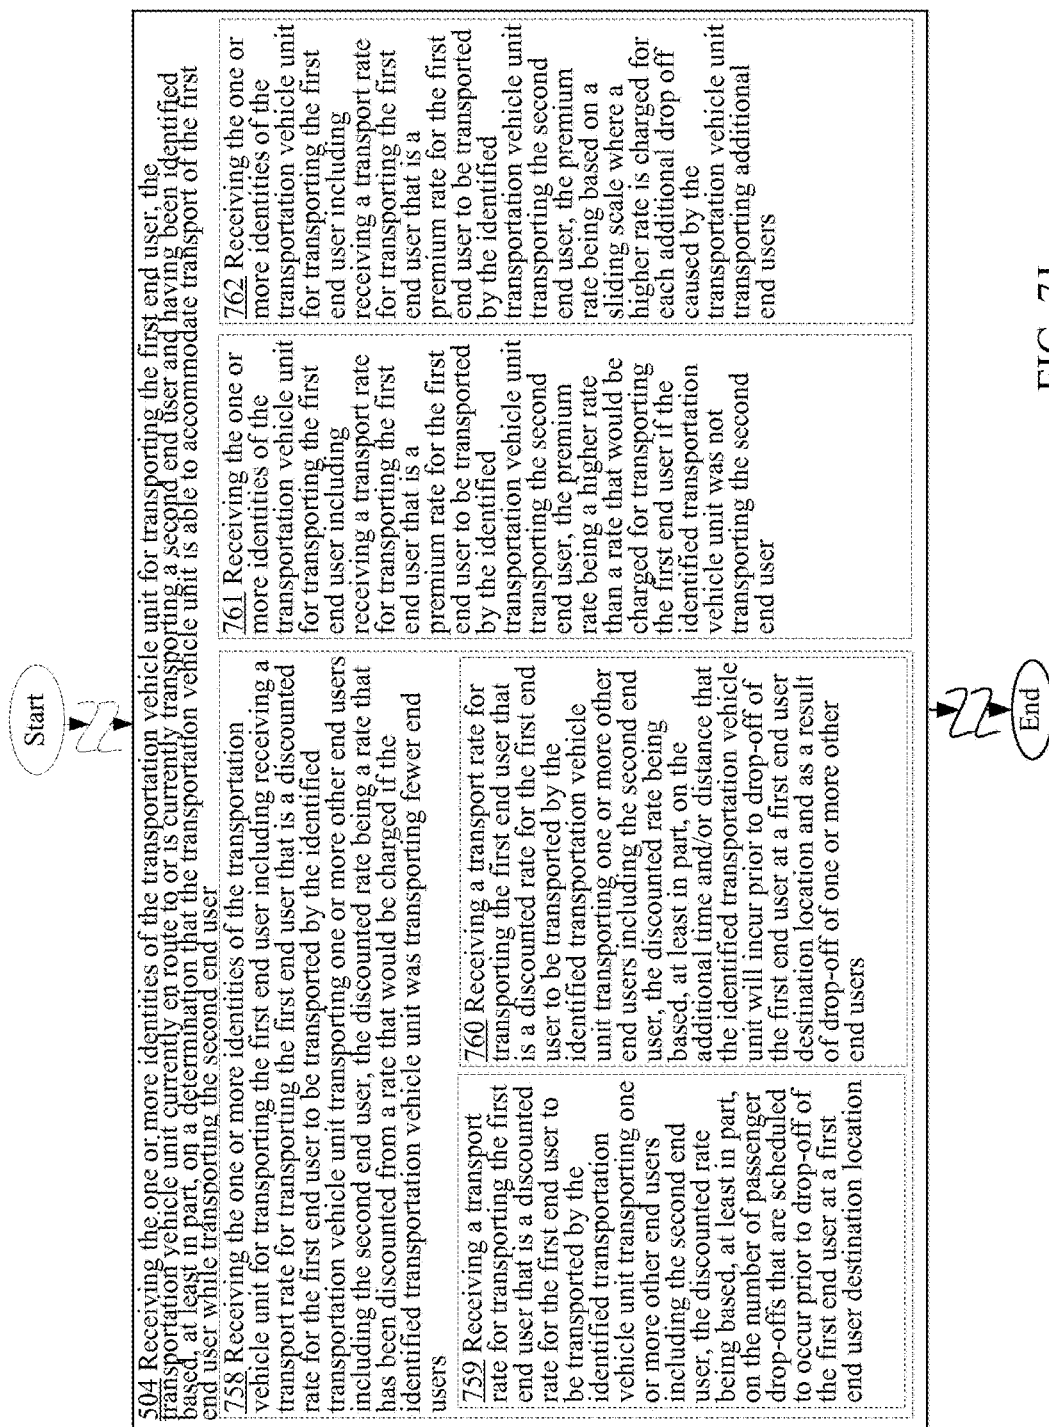 Start
504 Receiving the one or more identities of the transportation vehicle unit for transporting the first end user, the
transportation vehicle unit currently en route to or is currently transporting a second end user and having been identified
based, at least in part, on a determination that the transportation vehicle unit is able to accommodate transport of the first
end user while transporting the second end user
758 Receiving the one or more identities of the transportation
vehicle unit for transporting the first end user including receiving a
transport rate for transporting the first end user that is a discounted
rate for the first end user to be transported by the identified
transportation vehicle unit transporting one or more other end users
including the second end user, the discounted rate being a rate that
has been discounted from a rate that would be charged if the
identified transportation vehicle unit was transporting fewer end
users
759 Receiving a transport
rate for transporting the first
end user that is a discounted
rate for the first end user to
be transported by the
identified transportation
vehicle unit transporting one
or more other end users
including the second end
user, the discounted rate
being based, at least in part,
on the number of passenger
drop-offs that are scheduled
to occur prior to drop-off of
the first end user at a first
end user destination location
760 Receiving a transport rate for
transporting the first end user that
is a discounted rate for the first end
user to be transported by the
identified transportation vehicle
unit transporting one or more other
end users including the second end
user, the discounted rate being
based, at least in part, on the
additional time and/or distance that
the identified transportation vehicle
unit will incur prior to drop-off of
the first end user at a first end user
destination location and as a result
of drop-off of one or more other
end users
761 Receiving the one or
more identities of the
transportation vehicle unit
for transporting the first
end user including
receiving a transport rate
for transporting the first
end user that is a
premium rate for the first
end user to be transported
by the identified
transportation vehicle unit
transporting the second
end user, the premium
rate being a higher rate
than a rate that would be
charged for transporting
the first end user if the
identified transportation
vehicle unit was not
transporting the second
end user
762 Receiving the one or
more identities of the
transportation vehicle unit
for transporting the first
end user including
receiving a transport rate
for transporting the first
end user that is a
premium rate for the first
end user to be transported
by the identified
transportation vehicle unit
transporting the second
end user, the premium
rate being based on a
sliding scale where a
higher rate is charged for
each additional drop off
caused by the
transportation vehicle unit
transporting additional
end users
End